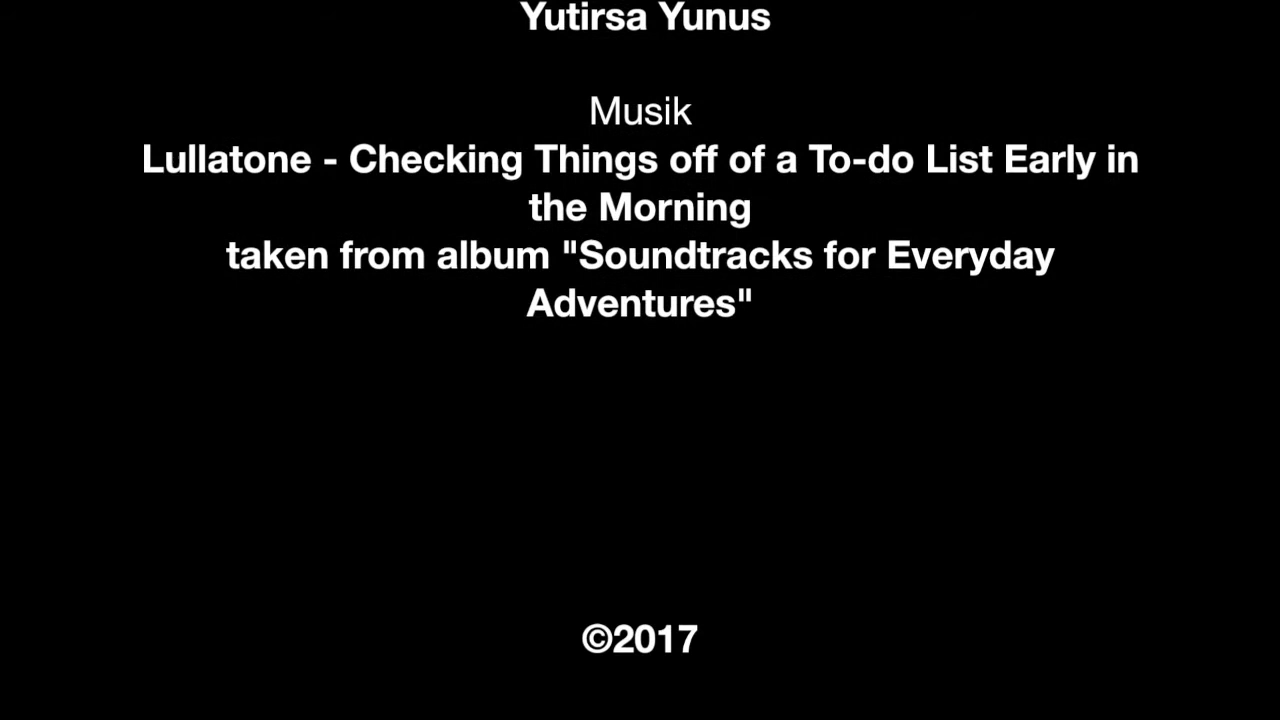 Yutirsa Yunus
Musik
Lullatone - Checking Things off of a To-do List Early in
the Morning
taken from album "Soundtracks for Everyday
Adventures"
©2017